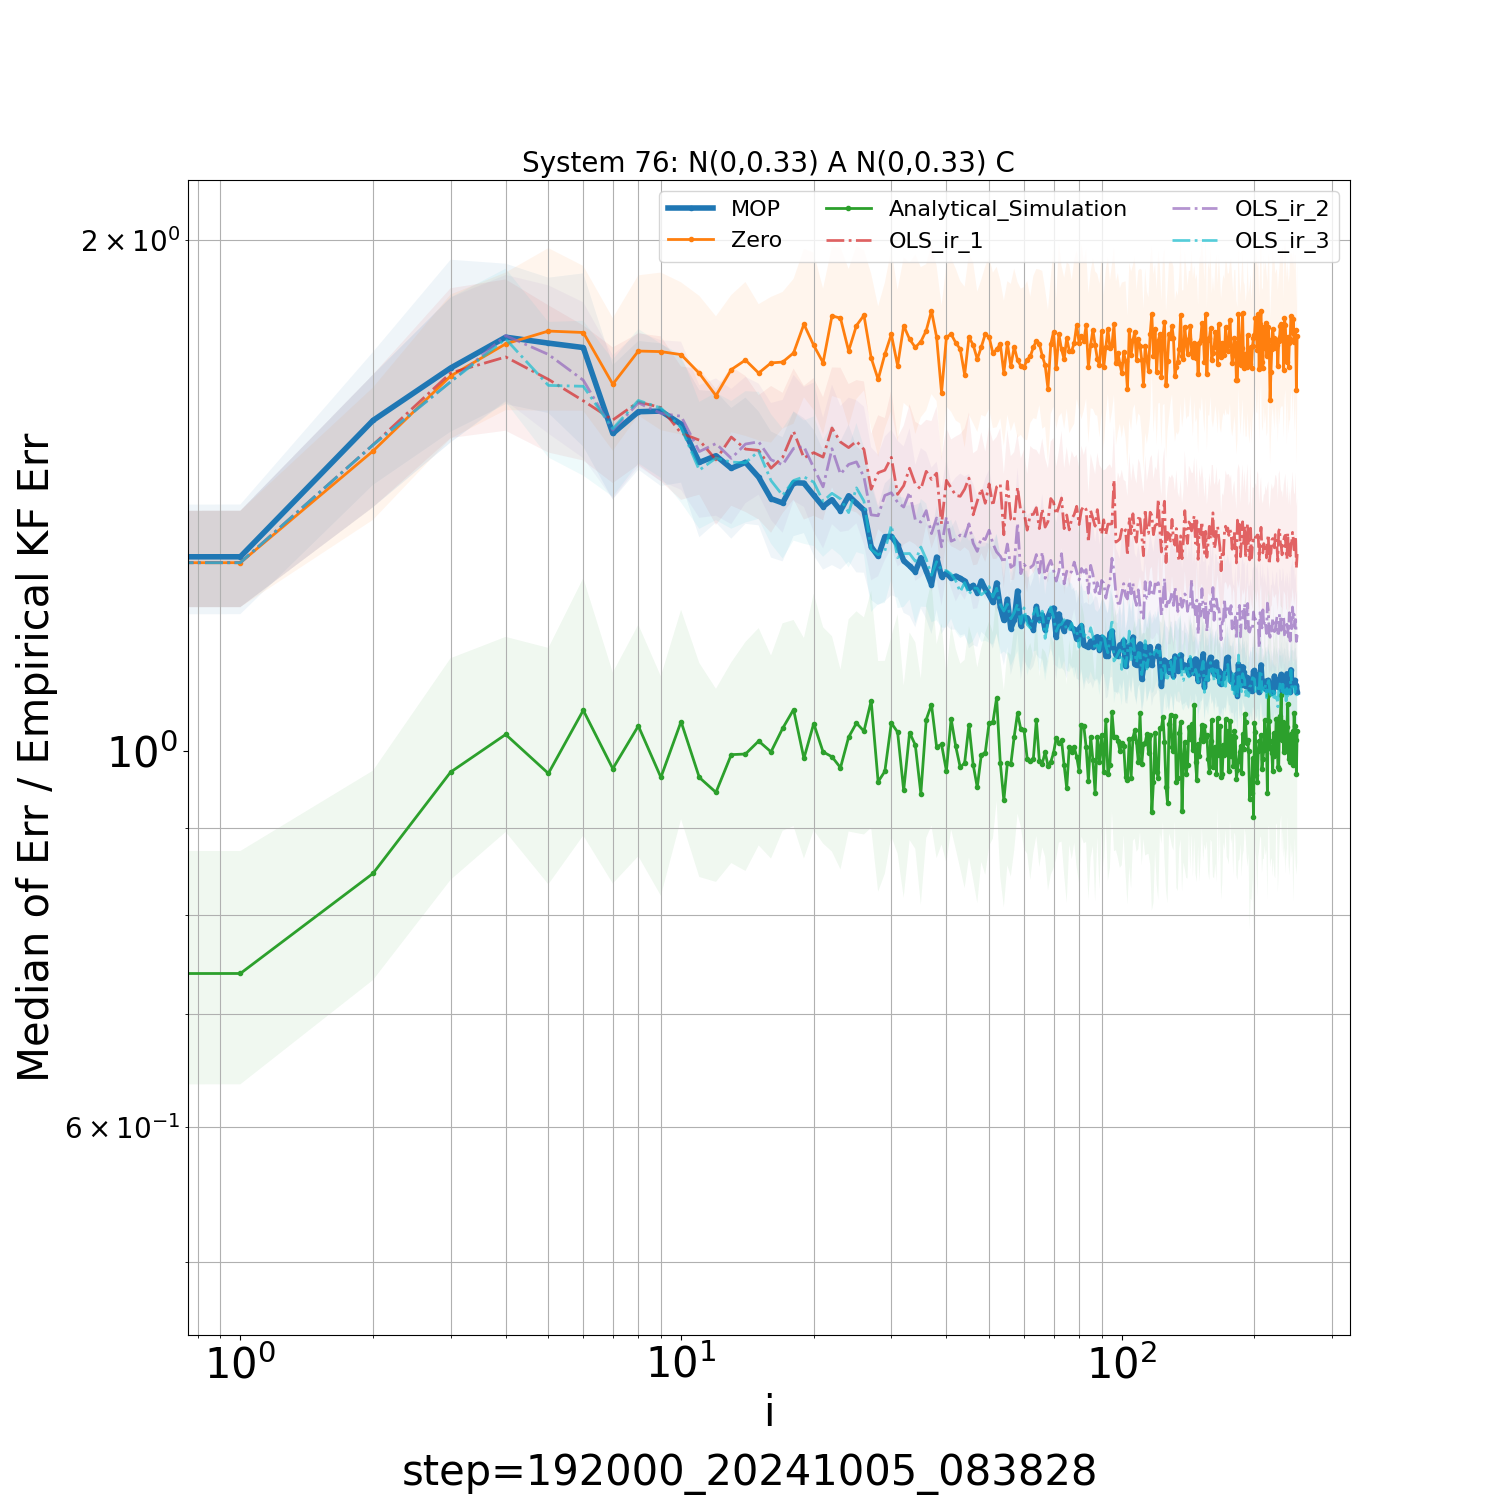 System 76: N(0,0.33) A N(0,0.33) C
MOP
Zero
Analytical_Simulation
OLS_ir_1
OLS_ir_2
OLS_ir_3
Median of Err / Empirical KF Err
2 × 10⁰
10⁰
6 × 10⁻¹
10⁰
10¹
10²
i
step=192000_20241005_083828